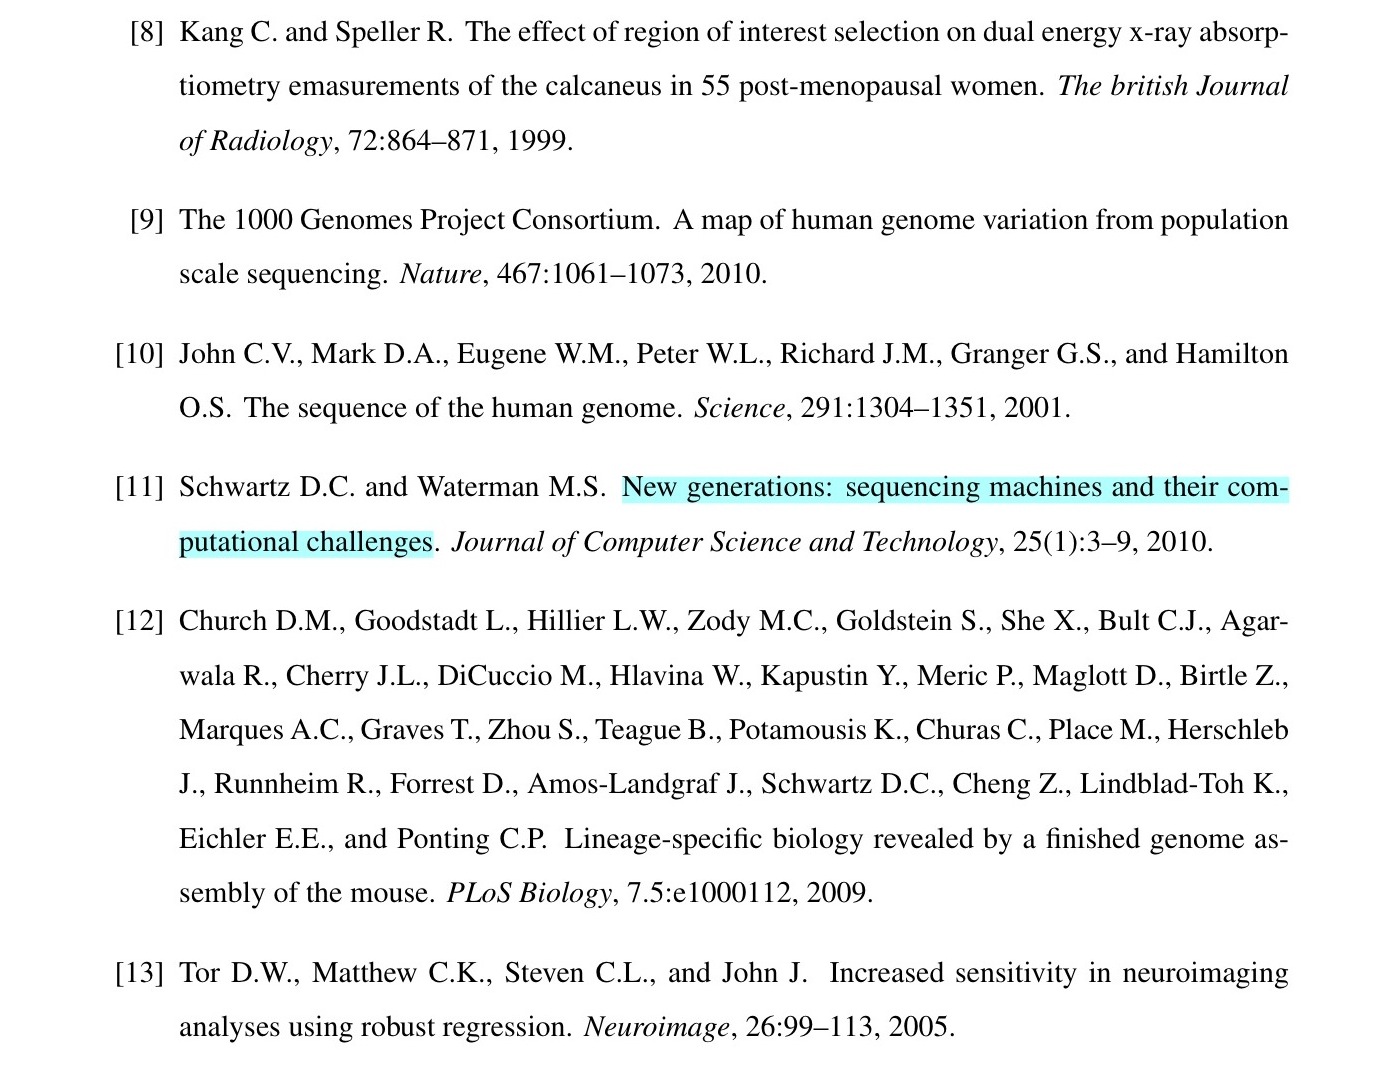 [8] Kang C. and Speller R. The effect of region of interest selection on dual energy x-ray absorp-
tiometry emasurements of the calcaneus in 55 post-menopausal women. The british Journal
of Radiology, 72:864–871, 1999.
[9] The 1000 Genomes Project Consortium. A map of human genome variation from population
scale sequencing. Nature, 467:1061–1073, 2010.
[10] John C.V., Mark D.A., Eugene W.M., Peter W.L., Richard J.M., Granger G.S., and Hamilton
O.S. The sequence of the human genome. Science, 291:1304–1351, 2001.
[11] Schwartz D.C. and Waterman M.S. New generations: sequencing machines and their com-
putational challenges. Journal of Computer Science and Technology, 25(1):3–9, 2010.
[12] Church D.M., Goodstadt L., Hillier L.W., Zody M.C., Goldstein S., She X., Bult C.J., Agar-
wala R., Cherry J.L., DiCuccio M., Hlavina W., Kapustin Y., Meric P., Maglott D., Birtle Z.,
Marques A.C., Graves T., Zhou S., Teague B., Potamousis K., Churas C., Place M., Herschleb
J., Runnheim R., Forrest D., Amos-Landgraf J., Schwartz D.C., Cheng Z., Lindblad-Toh K.,
Eichler E.E., and Ponting C.P. Lineage-specific biology revealed by a finished genome as-
sembly of the mouse. PLoS Biology, 7.5:e1000112, 2009.
[13] Tor D.W., Matthew C.K., Steven C.L., and John J. Increased sensitivity in neuroimaging
analyses using robust regression. Neuroimage, 26:99–113, 2005.